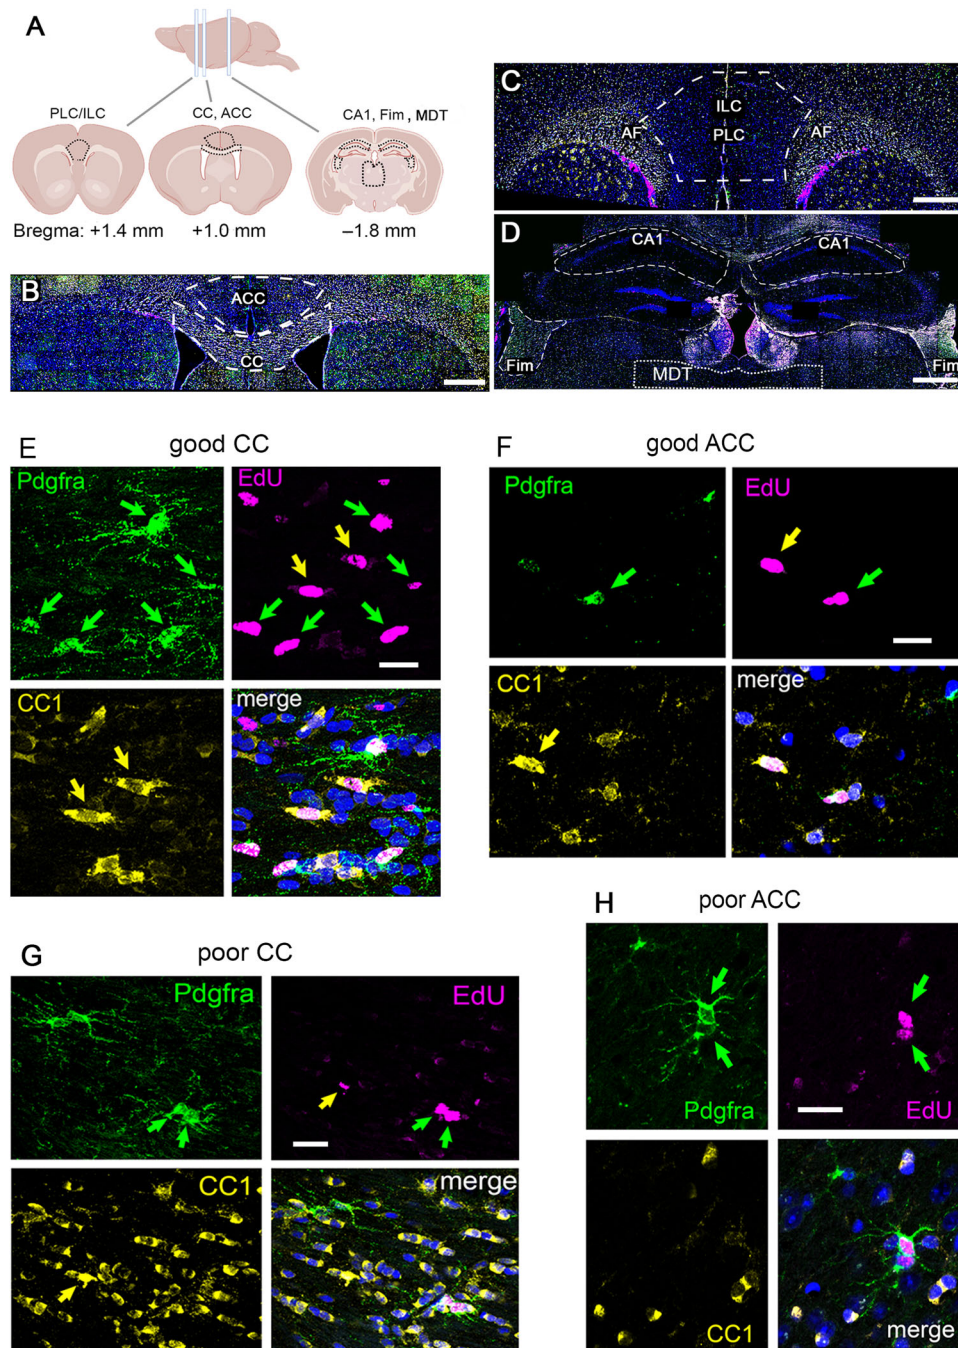 A
PLC/ILC
CC, ACC
CA1, Fim, MDT
Bregma: +1.4 mm
+1.0 mm
–1.8 mm
B
ACC
CC
C
ILC
PLC
AF
AF
D
CA1
CA1
Fim
Fim
MDT
E
good CC
Pdgfra
EdU
CC1
merge
F
good ACC
Pdgfra
EdU
CC1
merge
G
poor CC
Pdgfra
EdU
CC1
merge
H
poor ACC
Pdgfra
EdU
CC1
merge